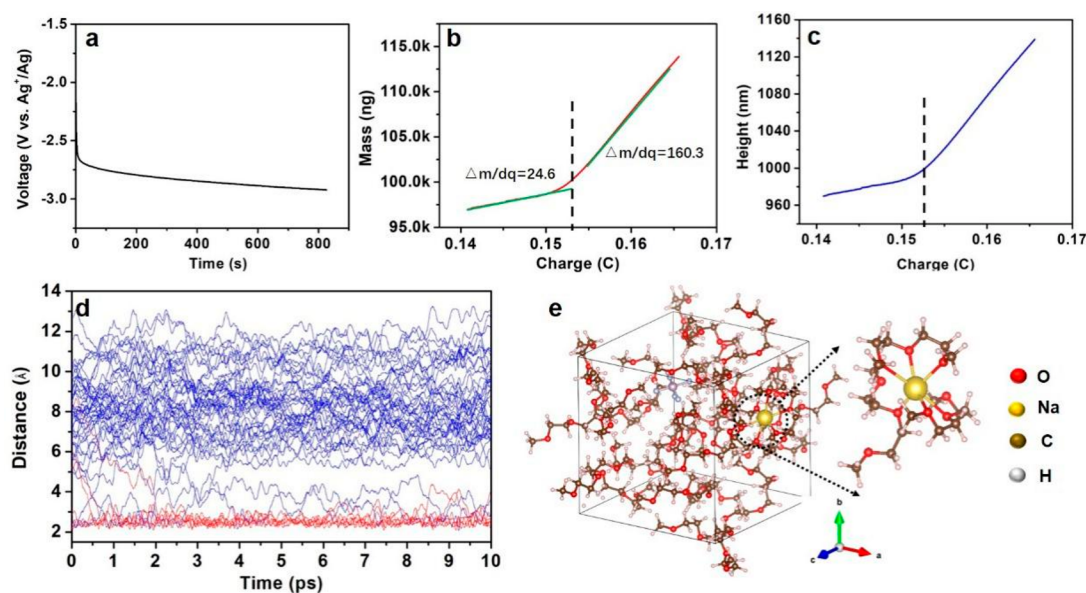 a
Voltage (V vs. Ag⁺/Ag)
-1.5
-2.0
-2.5
-3.0
0 200 400 600 800
Time (s)
b
Mass (ng)
115.0k
110.0k
105.0k
100.0k
95.0k
△m/dq=24.6
△m/dq=160.3
0.14 0.15 0.16 0.17
Charge (C)
c
Height (nm)
1160
1120
1080
1040
1000
960
0.14 0.15 0.16 0.17
Charge (C)
d
Distance (Å)
14
12
10
8
6
4
2
0 1 2 3 4 5 6 7 8 9 10
Time (ps)
e
O
Na
C
H
b
c
a